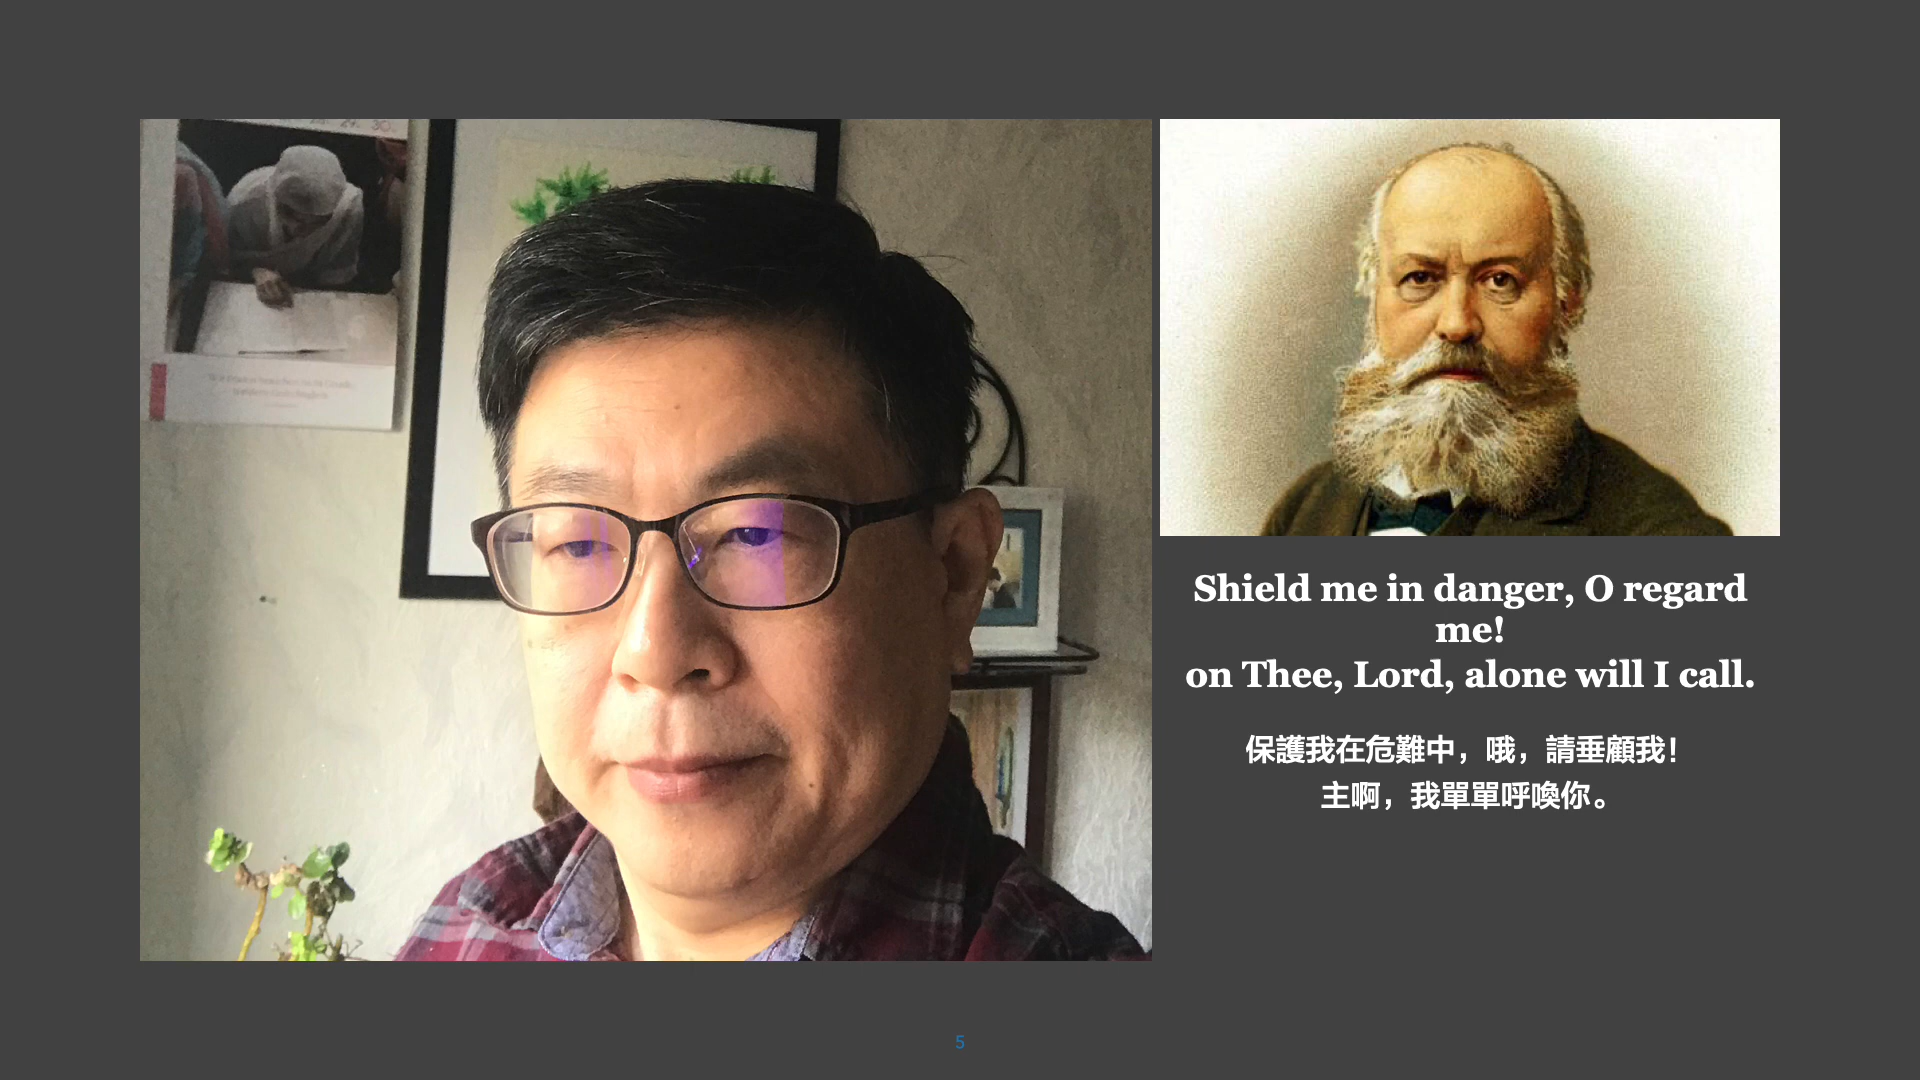 Shield me in danger, O regard
me!
on Thee, Lord, alone will I call.
保護我在危難中，哦，請垂顧我！
主啊，我單單呼喚你。
5